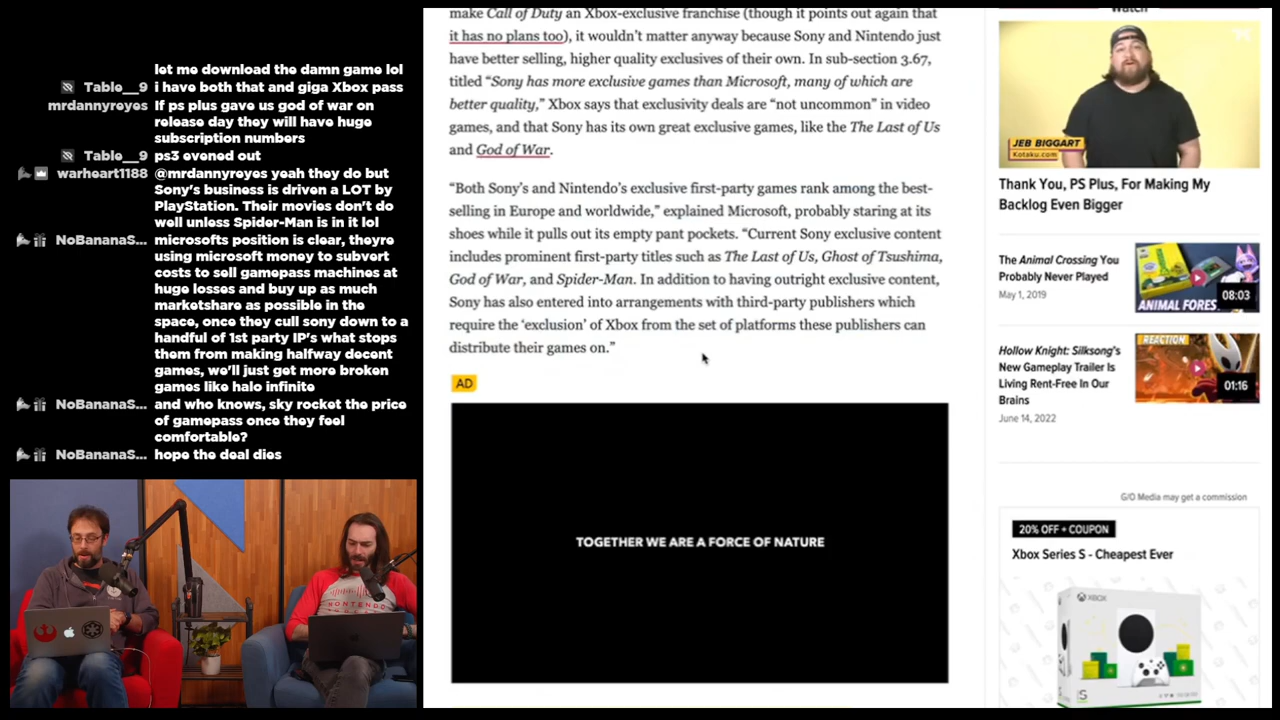 let me download the damn game lol
Table__9 i have both that and giga Xbox pass
mrdannyreyes If ps plus gave us god of war on
release day they will have huge
subscription numbers
Table__9 ps3 evened out
warheart1188 @mrdannyreyes yeah they do but
Sony's business is driven a LOT by
PlayStation. Their movies don't do
well unless Spider-Man is in it lol
NoBananaS... microsofts position is clear, theyre
using microsoft money to subvert
costs to sell gamepass machines at
huge losses and buy up as much
marketshare as possible in the
space, once they cull sony down to a
handful of 1st party IP's what stops
them from making halfway decent
games, we'll just get more broken
games like halo infinite
NoBananaS... and who knows, sky rocket the price
of gamepass once they feel
comfortable?
NoBananaS... hope the deal dies
make Call of Duty an Xbox-exclusive franchise (though it points out again that
it has no plans too), it wouldn't matter anyway because Sony and Nintendo just
have better selling, higher quality exclusives of their own. In sub-section 3.67,
titled “Sony has more exclusive games than Microsoft, many of which are
better quality,” Xbox says that exclusivity deals are “not uncommon” in video
games, and that Sony has its own great exclusive games, like the The Last of Us
and God of War.
“Both Sony’s and Nintendo’s exclusive first-party games rank among the best-
selling in Europe and worldwide,” explained Microsoft, probably staring at its
shoes while it pulls out its empty pant pockets. “Current Sony exclusive content
includes prominent first-party titles such as The Last of Us, Ghost of Tsushima,
God of War, and Spider-Man. In addition to having outright exclusive content,
Sony has also entered into arrangements with third-party publishers which
require the ‘exclusion’ of Xbox from the set of platforms these publishers can
distribute their games on.”
AD
TOGETHER WE ARE A FORCE OF NATURE
Watch
JEB BIGGART
Kotaku.com
Thank You, PS Plus, For Making My
Backlog Even Bigger
The Animal Crossing You
Probably Never Played
May 1, 2019
ANIMAL FORES
08:03
Hollow Knight: Silksong's
New Gameplay Trailer Is
Living Rent-Free In Our
Brains
June 14, 2022
REACTION
01:16
G/O Media may get a commission
20% OFF + COUPON
Xbox Series S - Cheapest Ever
XBOX
S